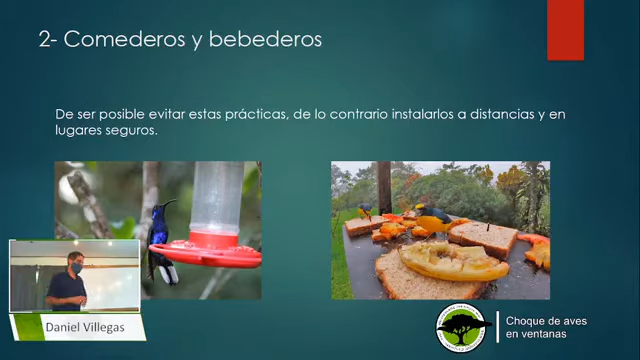 2- Comederos y bebederos
De ser posible evitar estas prácticas, de lo contrario instalarlos a distancias y en
lugares seguros.
Daniel Villegas
Choque de aves
en ventanas